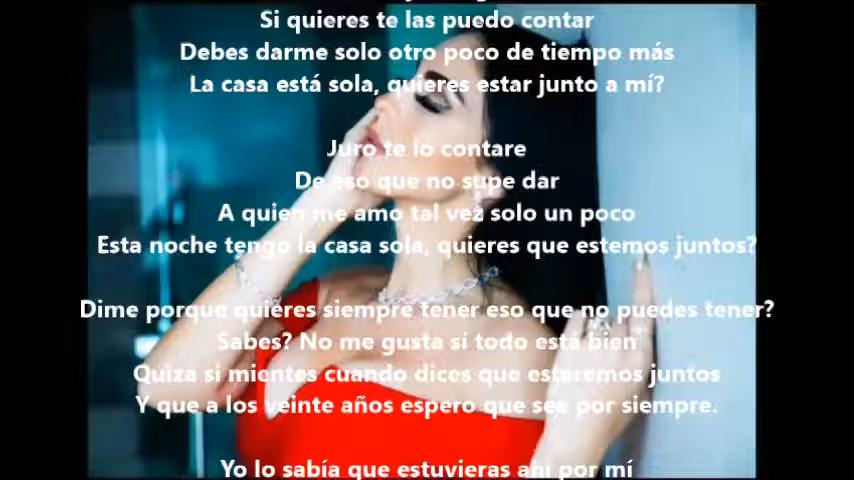 Si quieres te las puedo contar
Debes darme solo otro poco de tiempo más
La casa está sola, quieres estar junto a mí?
Juro te lo contare
De eso que no supe dar
A quien me amo tal vez solo un poco
Esta noche tengo la casa sola, quieres que estemos juntos?
Dime porque quieres siempre tener eso que no puedes tener?
Sabes? No me gusta sí todo está bien
Quiza si mientes cuando dices que estaremos juntos
Y que a los veinte años espero que sea por siempre.
Yo lo sabía que estuvieras ahí por mí